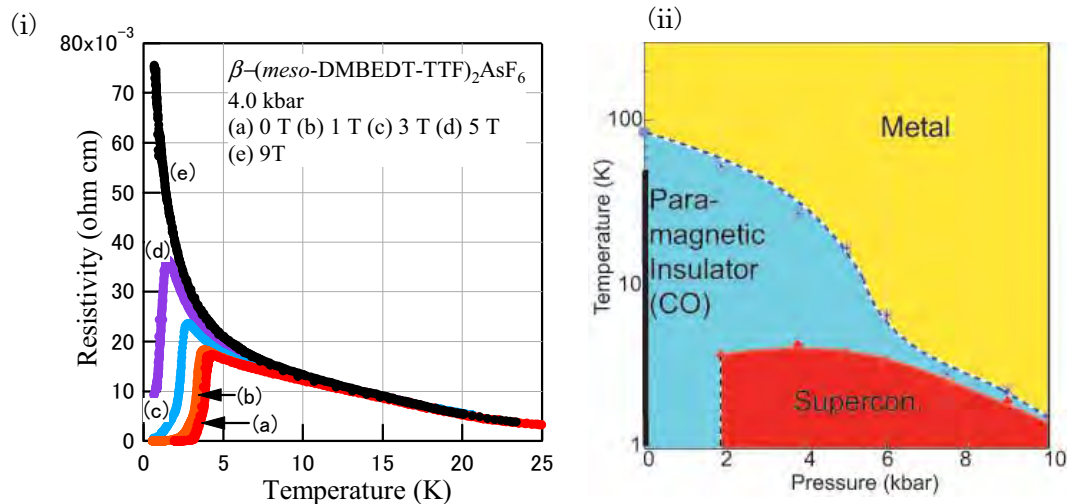 (i)
80x10⁻³
70
60
50
40
30
20
10
0
Resistivity (ohm cm)
β–(meso-DMBEDT-TTF)₂AsF₆
4.0 kbar
(a) 0 T (b) 1 T (c) 3 T (d) 5 T
(e) 9T
(e)
(d)
(c)
(b)
(a)
0 5 10 15 20 25
Temperature (K)
(ii)
100
10
1
Temperature (K)
Metal
Para-
magnetic
Insulator
(CO)
Supercon.
0 2 4 6 8 10
Pressure (kbar)